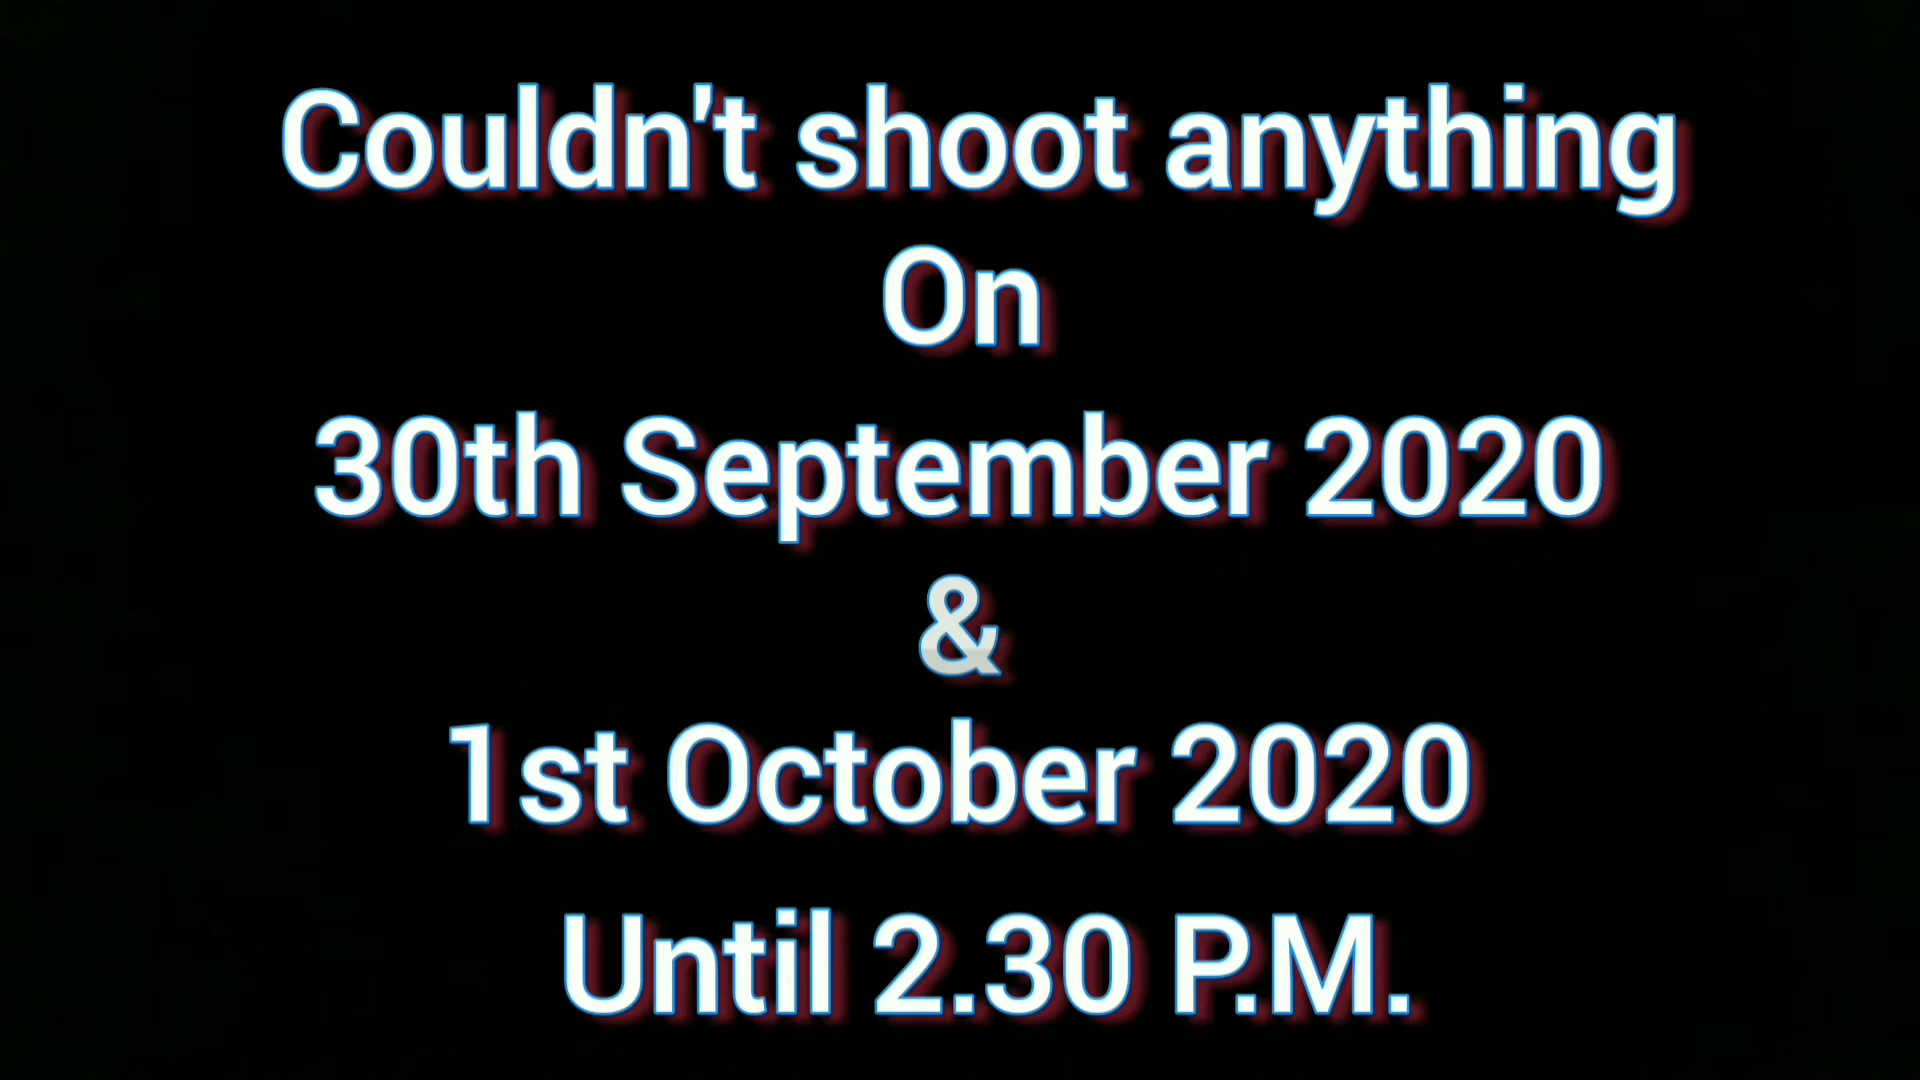 Couldn't shoot anything
On
30th September 2020
&
1st October 2020
Until 2.30 P.M.